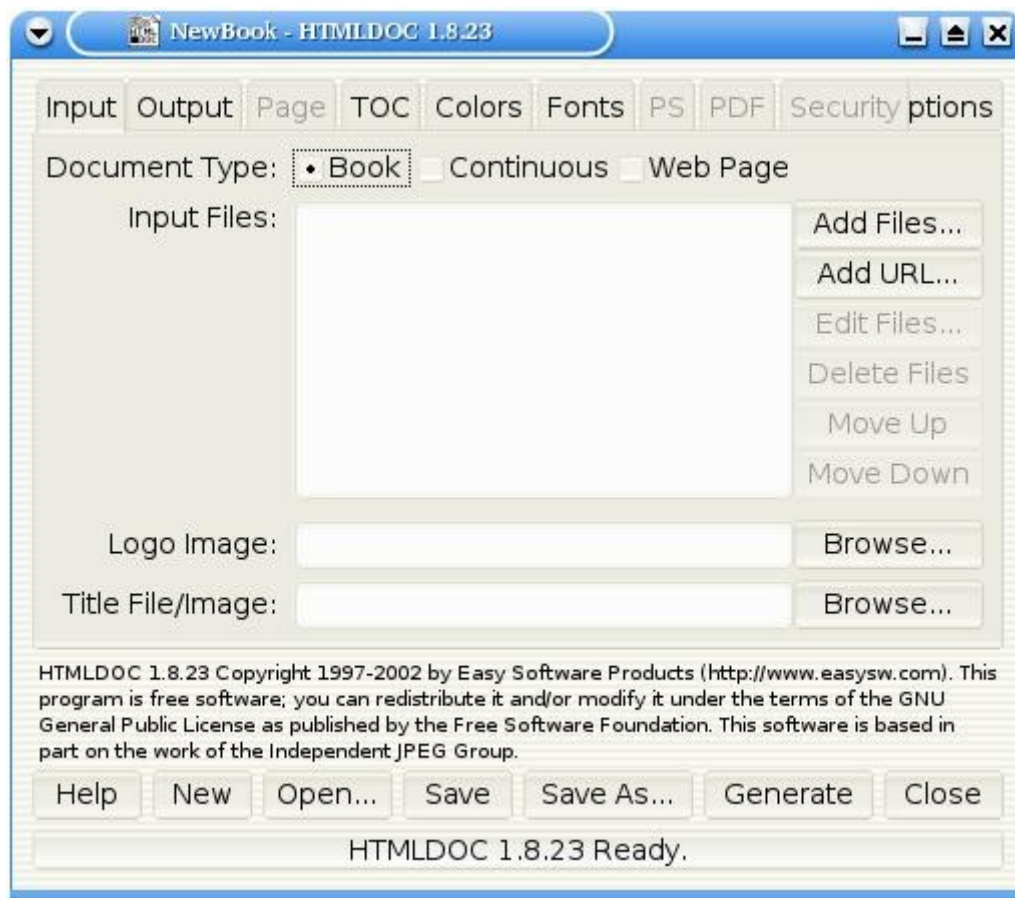 NewBook - HTMLDOC 1.8.23
Input Output Page TOC Colors Fonts PS PDF Security ptions
Document Type: Book Continuous Web Page
Input Files:
Add Files...
Add URL...
Edit Files...
Delete Files
Move Up
Move Down
Logo Image: Browse...
Title File/Image: Browse...
HTMLDOC 1.8.23 Copyright 1997-2002 by Easy Software Products (http://www.easysw.com). This
program is free software; you can redistribute it and/or modify it under the terms of the GNU
General Public License as published by the Free Software Foundation. This software is based in
part on the work of the Independent JPEG Group.
Help New Open... Save Save As... Generate Close
HTMLDOC 1.8.23 Ready.